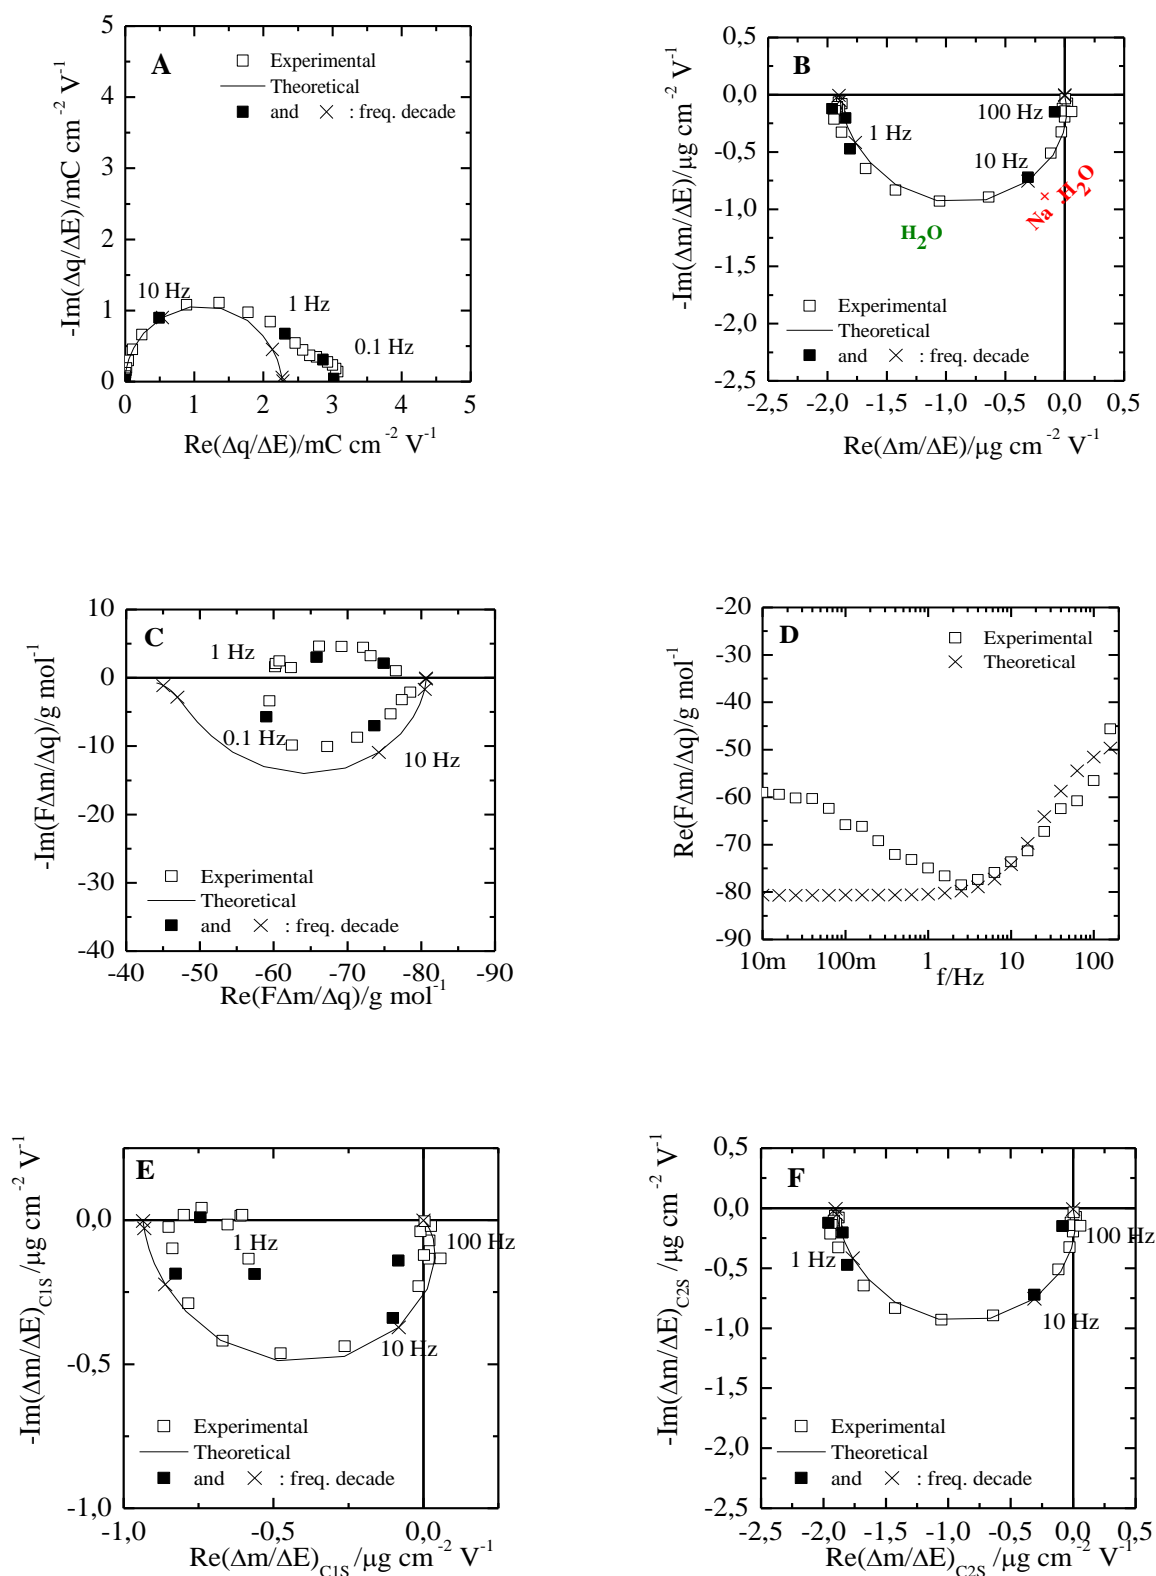 A
Experimental
Theoretical
and × : freq. decade
10 Hz
1 Hz
0.1 Hz
5
4
3
2
1
0
0 1 2 3 4 5
-Im(Δq/ΔE)/mC cm-2 V-1
Re(Δq/ΔE)/mC cm-2 V-1
B
100 Hz
1 Hz
10 Hz
H2O
Na+.H2O
Experimental
Theoretical
and × : freq. decade
0,5
0,0
-0,5
-1,0
-1,5
-2,0
-2,5
-2,5 -2,0 -1,5 -1,0 -0,5 0,0 0,5
-Im(Δm/ΔE)/μg cm-2 V-1
Re(Δm/ΔE)/μg cm-2 V-1
C
1 Hz
0.1 Hz
10 Hz
Experimental
Theoretical
and × : freq. decade
10
0
-10
-20
-30
-40
-40 -50 -60 -70 -80 -90
-Im(FΔm/Δq)/g mol-1
Re(FΔm/Δq)/g mol-1
D
Experimental
Theoretical
-20
-30
-40
-50
-60
-70
-80
-90
10m 100m 1 10 100
Re(FΔm/Δq)/g mol-1
f/Hz
E
1 Hz
100 Hz
10 Hz
Experimental
Theoretical
and × : freq. decade
0,0
-0,5
-1,0
-1,0 -0,5 0,0
-Im(Δm/ΔE)C1S /μg cm-2 V-1
Re(Δm/ΔE)C1S /μg cm-2 V-1
F
1 Hz
100 Hz
10 Hz
Experimental
Theoretical
and × : freq. decade
0,5
0,0
-0,5
-1,0
-1,5
-2,0
-2,5
-2,5 -2,0 -1,5 -1,0 -0,5 0,0 0,5
-Im(Δm/ΔE)C2S /μg cm-2 V-1
Re(Δm/ΔE)C2S /μg cm-2 V-1